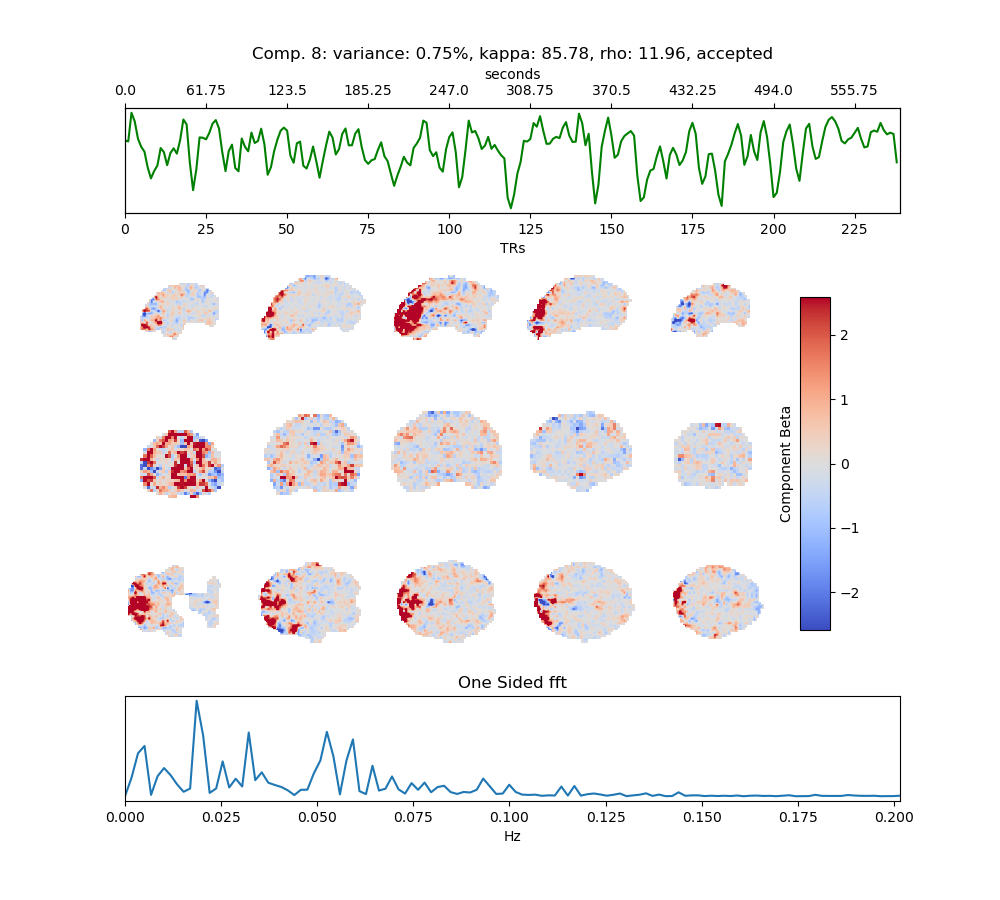 Comp. 8: variance: 0.75%, kappa: 85.78, rho: 11.96, accepted
seconds
0.0 61.75 123.5 185.25 247.0 308.75 370.5 432.25 494.0 555.75
0 25 50 75 100 125 150 175 200 225
TRs
Component Beta
2
1
0
−1
−2
One Sided fft
0.000 0.025 0.050 0.075 0.100 0.125 0.150 0.175 0.200
Hz